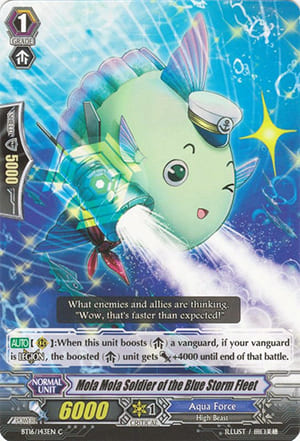 1
GRADE
5000
What enemies and allies are thinking.
"Wow, that's faster than expected!"
AUTO :When this unit boosts a vanguard, if your vanguard
is LEGION, the boosted unit gets +4000 until end of that battle.
NORMAL UNIT
Mola Mola Soldier of the Blue Storm Fleet
POWER
6000
1
CRITICAL
Aqua Force
High Beast
BT16/143EN C
ILLUST /